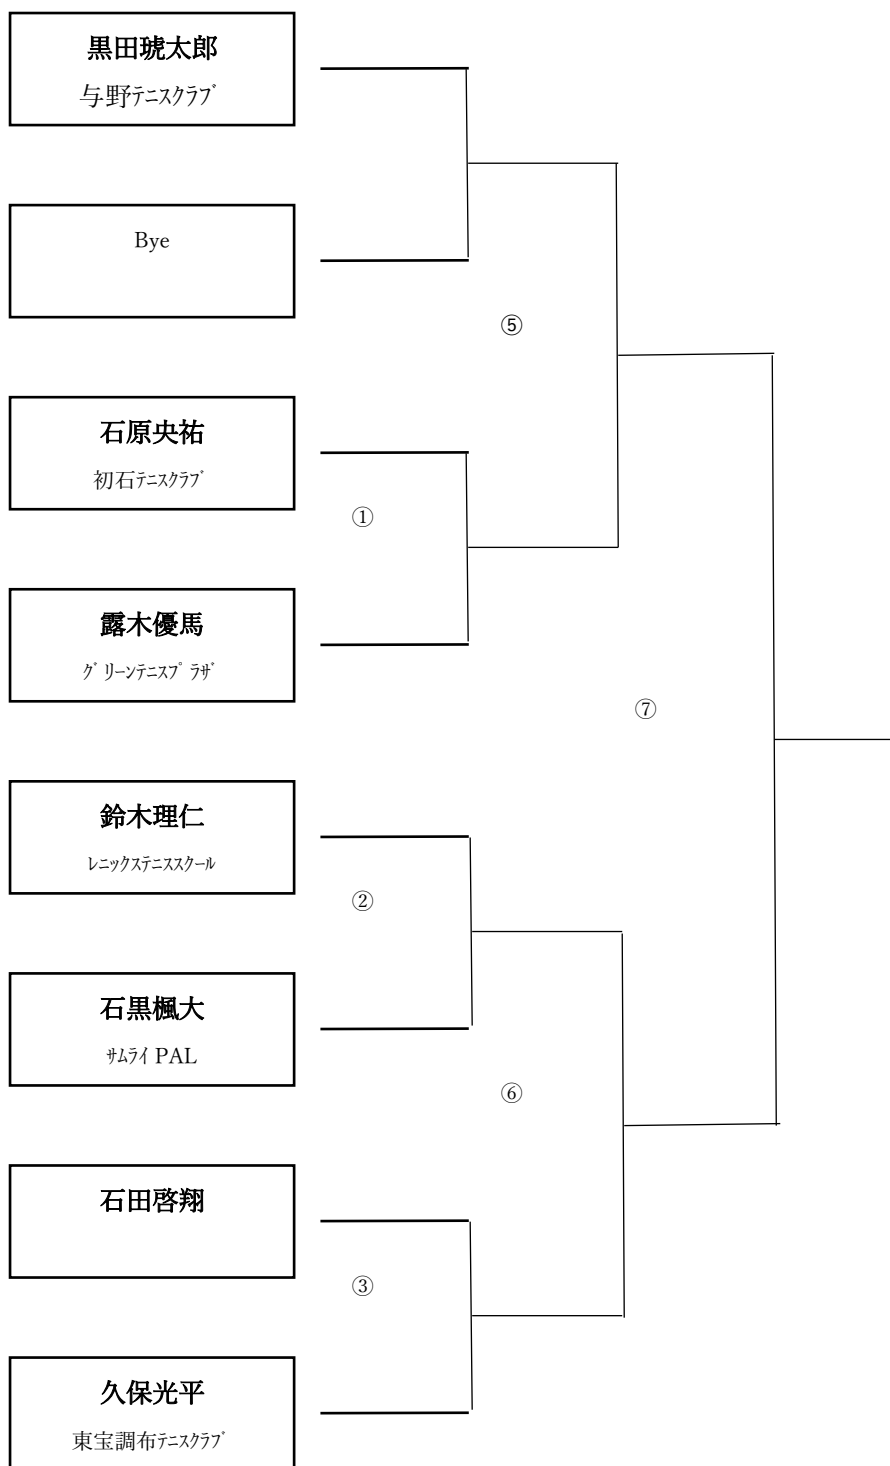 黒田琥太郎
与野ﾃﾆｽｸﾗﾌﾞ
Bye
⑤
石原央祐
初石ﾃﾆｽｸﾗﾌﾞ
①
露木優馬
ｸﾞﾘｰﾝﾃﾆｽﾌﾟﾗｻﾞ
⑦
鈴木理仁
ﾚﾆｯｸｽﾃﾆｽｽｸｰﾙ
②
石黒楓大
ｻﾑﾗｲ PAL
⑥
石田啓翔
③
久保光平
東宝調布ﾃﾆｽｸﾗﾌﾞ